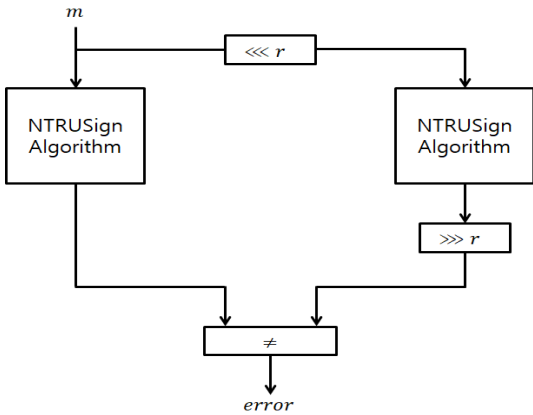 m
⋘ r
NTRUSign
Algorithm
NTRUSign
Algorithm
⋙ r
≠
error